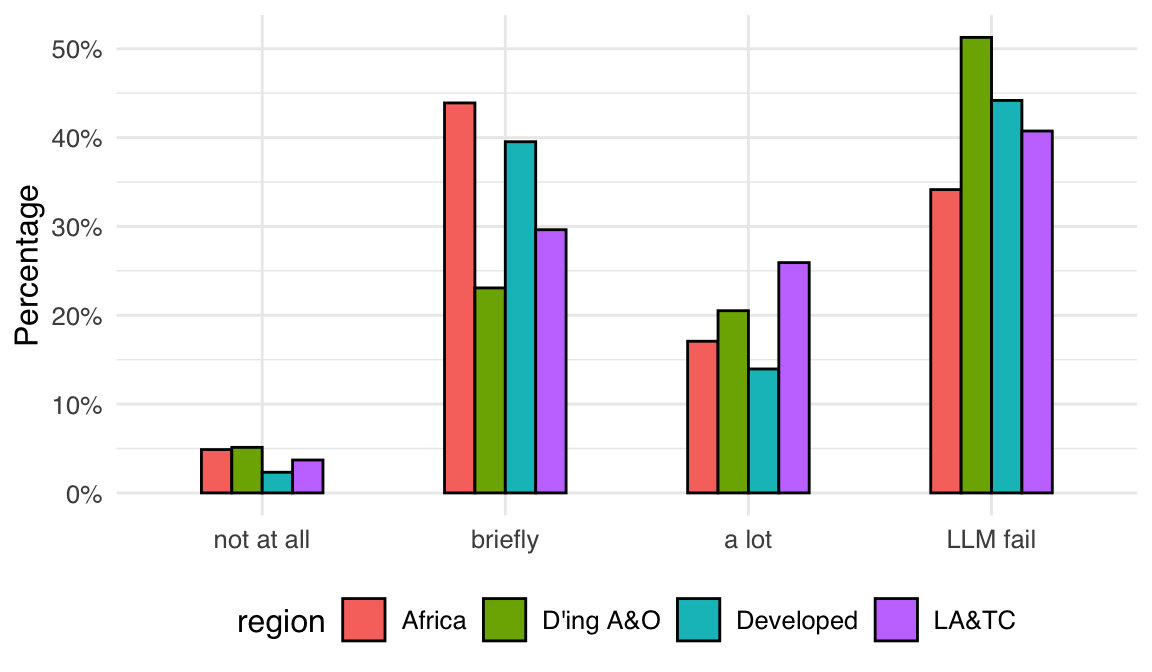 Percentage
50%
40%
30%
20%
10%
0%
not at all briefly a lot LLM fail
region Africa D'ing A&O Developed LA&TC